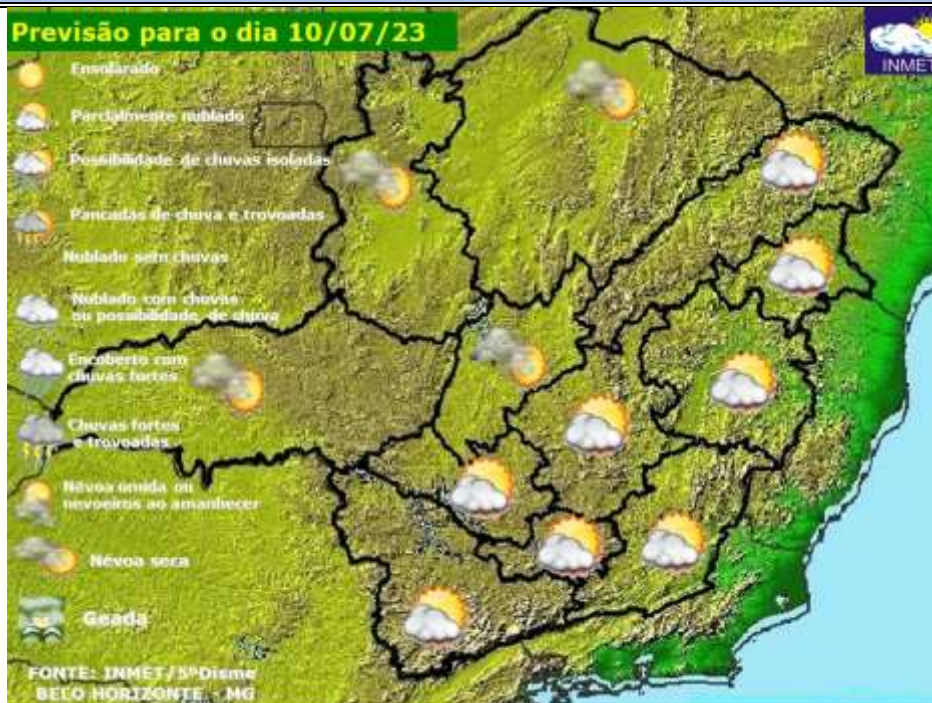 Previsão para o dia 10/07/23
INMET
Ensolarado
Parcialmente nublado
Possibilidade de chuvas isoladas
Pancadas de chuva e trovoadas
Nublado sem chuvas
Nublado com chuvas
ou possibilidade de chuva
Encoberto com
chuvas fortes
Chuvas fortes
e trovoadas
Névoa úmida ou
nevoeiros ao amanhecer
Névoa seca
Geada
FONTE: INMET/5ºDisme
BELO HORIZONTE - MG